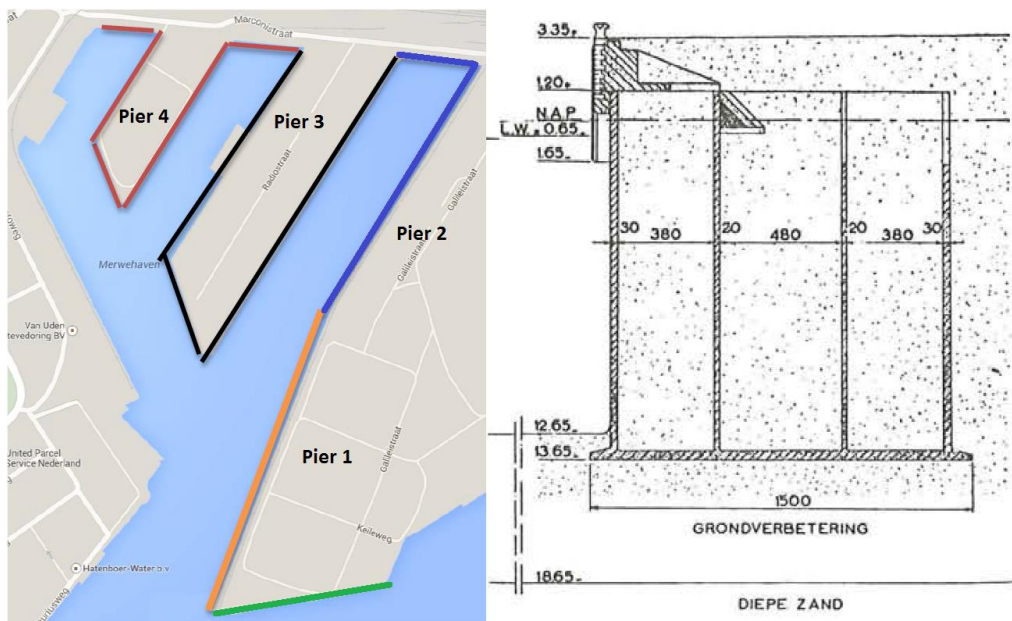 Marconistraat
Pier 4
Pier 3
Radiostraat
Galileistraat
Pier 2
Galileistraat
Merwehaven
Van Uden
tevedoring BV
United Parcel
Service Nederland
Pier 1
Galileistraat
Keileweg
Hatenboer-Water b.v
3.35+
1.20+
N.A.P.
L.W. 0.65-
1.65-
30 380 20 480 20 380 30
12.65-
13.65-
1500
GRONDVERBETERING
18.65-
DIEPE ZAND